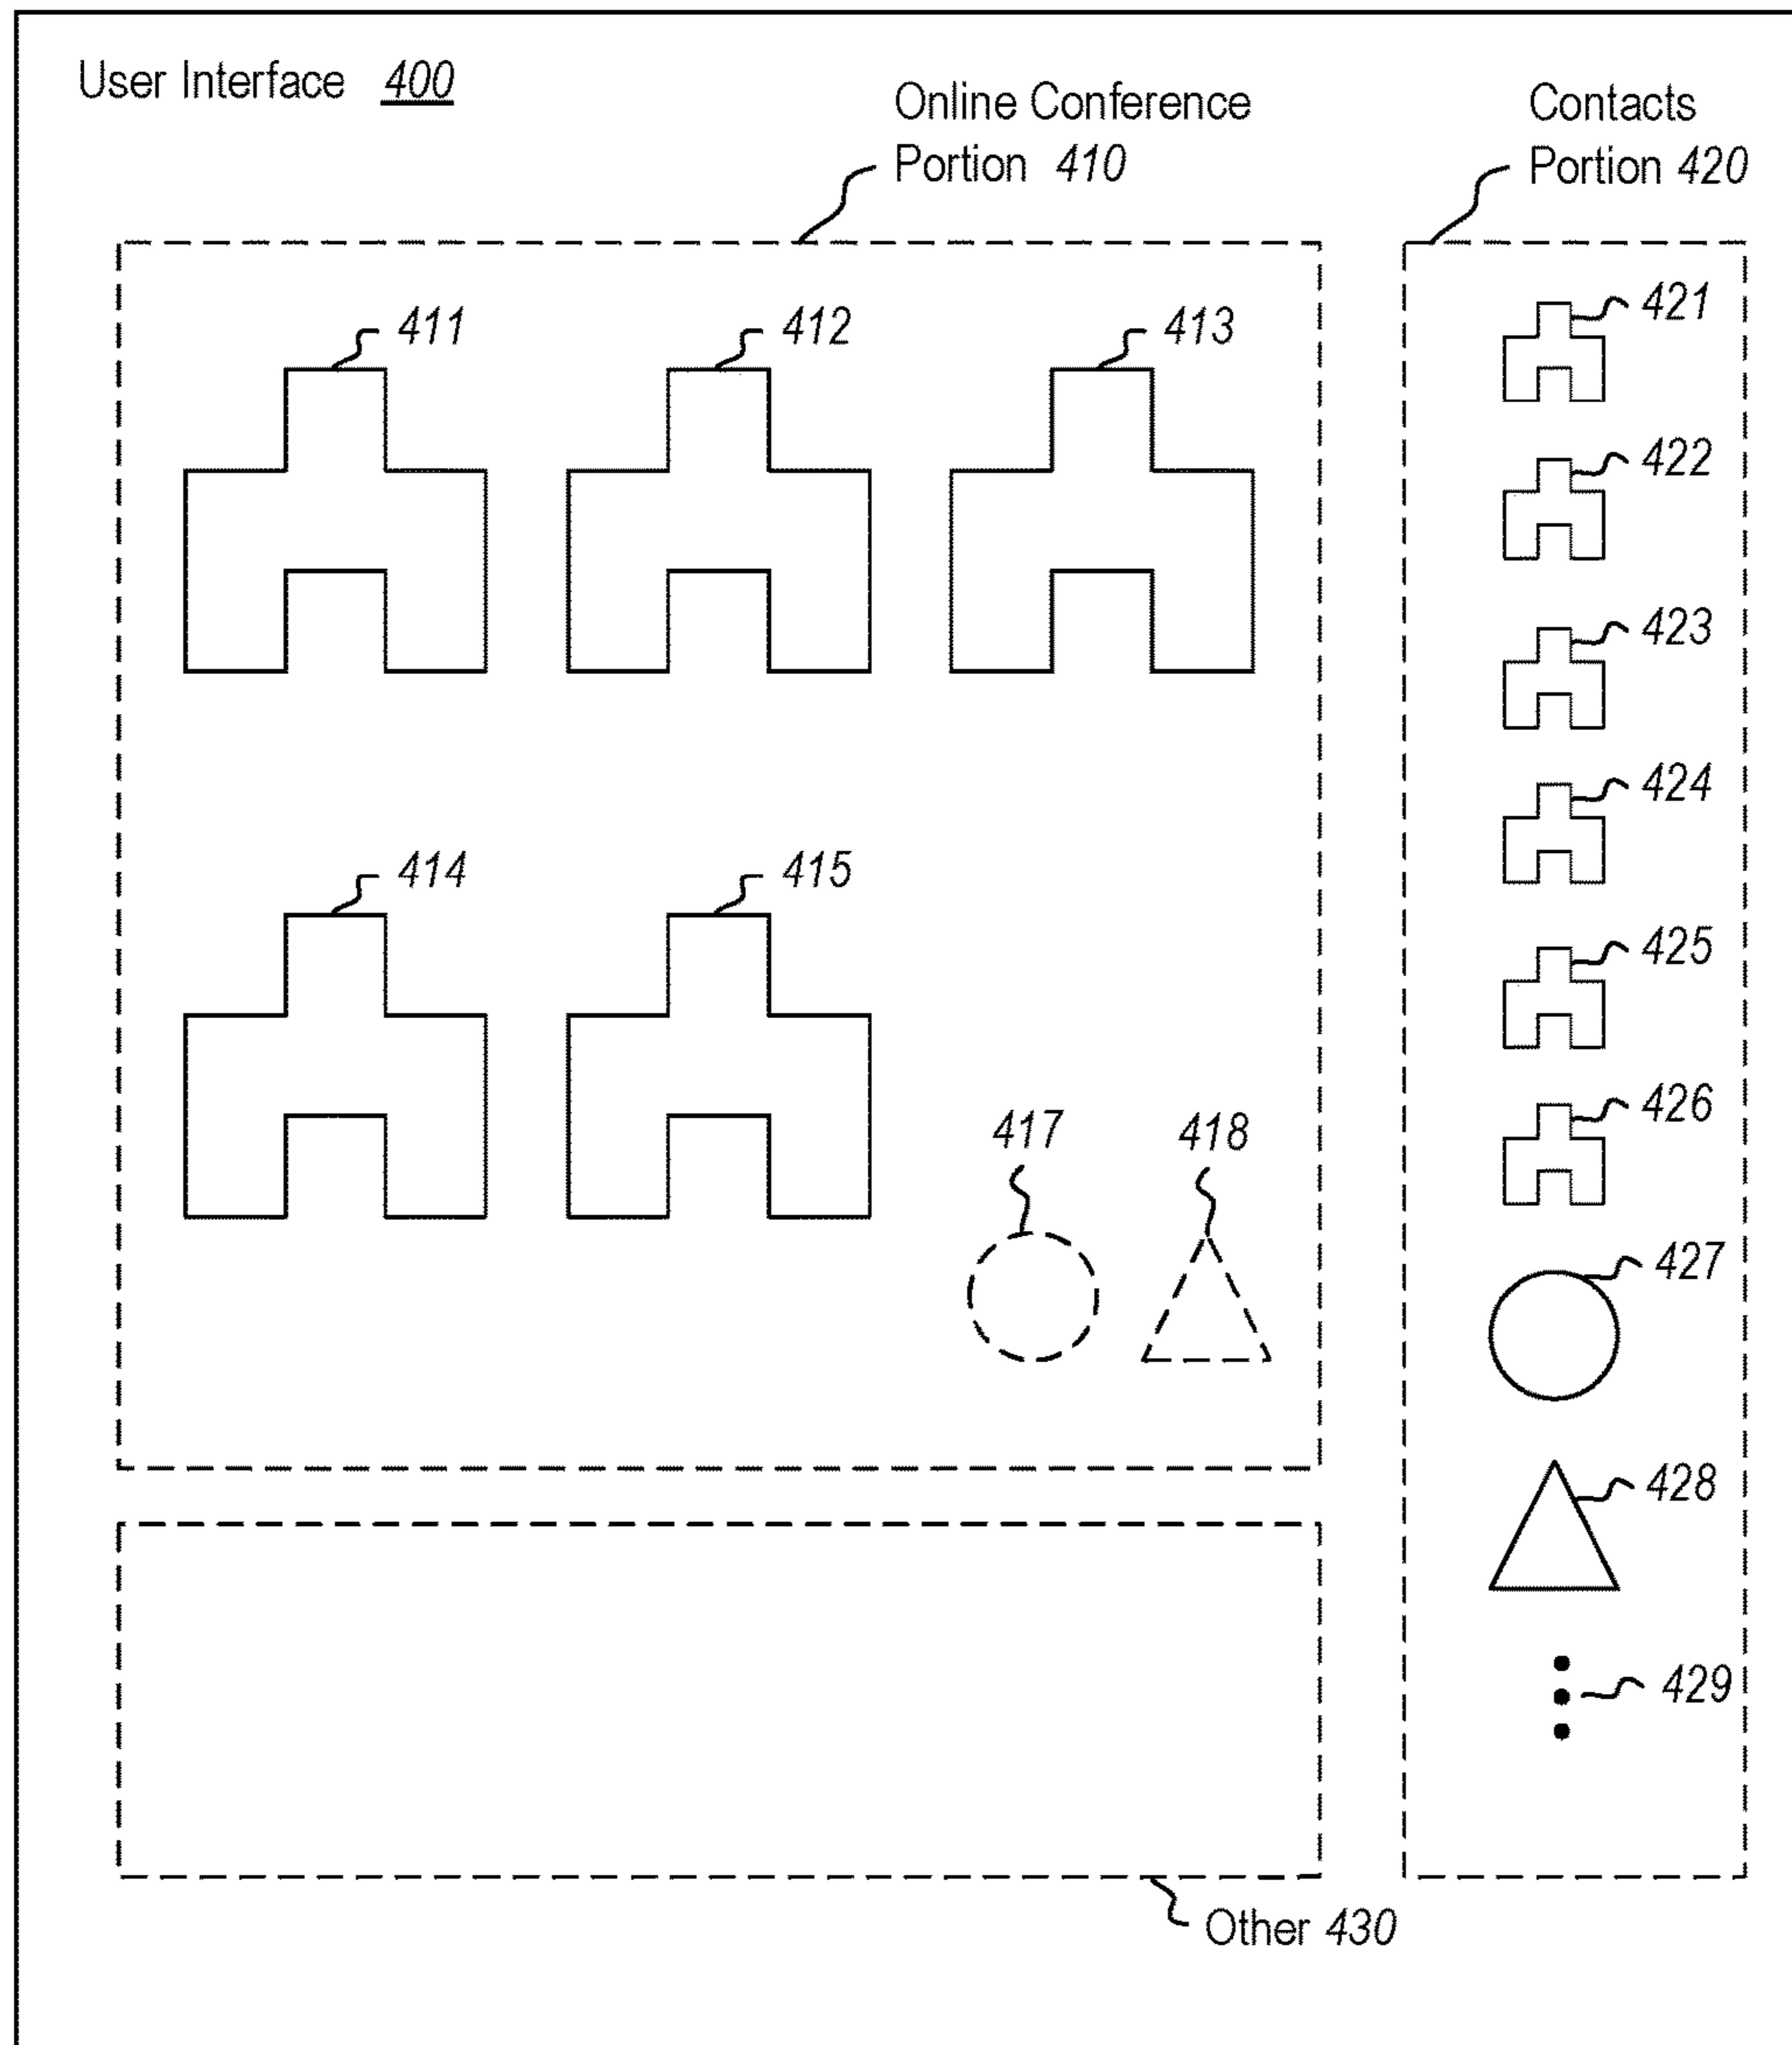 User Interface 400
Online Conference
Portion 410
Contacts
Portion 420
411
412
413
414
415
417
418
421
422
423
424
425
426
427
428
429
Other 430